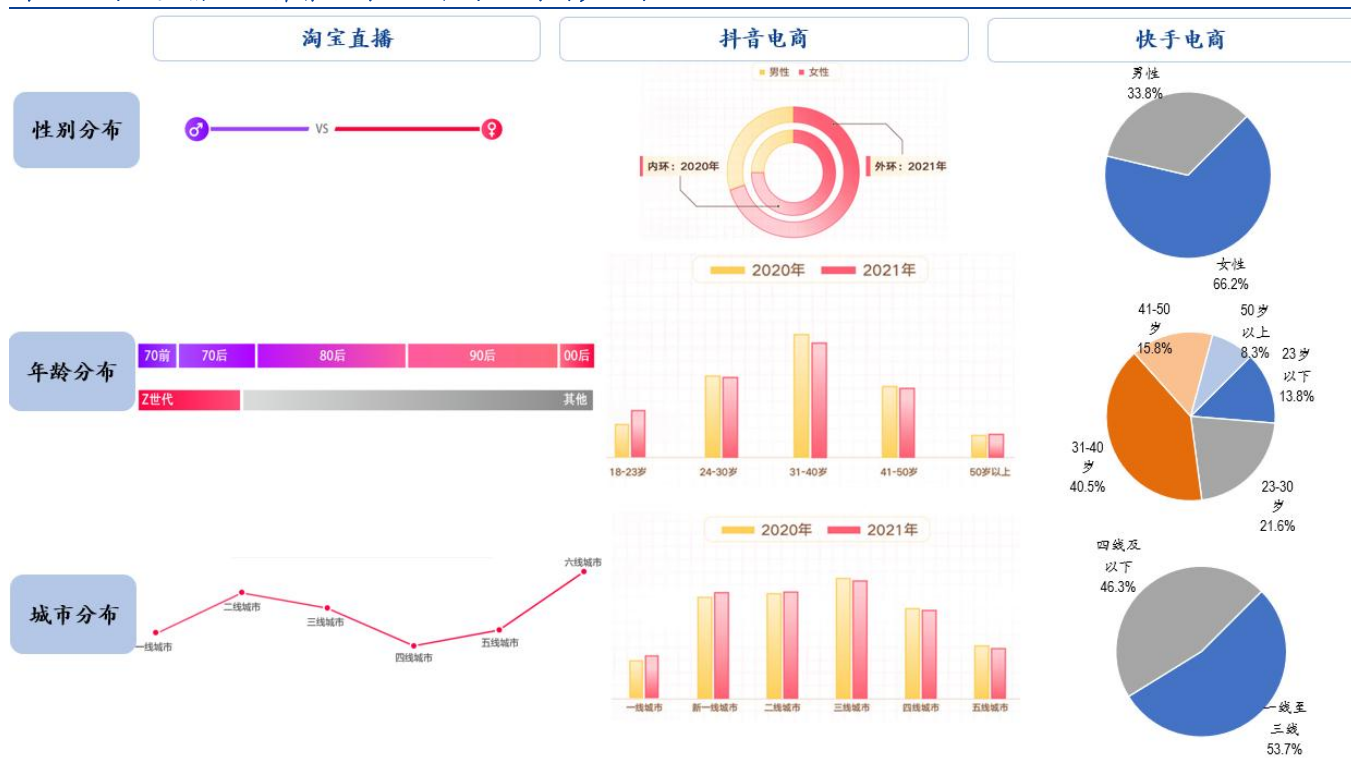 淘宝直播
抖音电商
快手电商
性别分布
VS
男性 女性
内环：2020年
外环：2021年
男性
33.8%
女性
66.2%
年龄分布
70前 70后 80后 90后 00后
Z世代 其他
2020年 2021年
18-23岁 24-30岁 31-40岁 41-50岁 50岁以上
41-50
岁
15.8%
50岁
以上
8.3%
23岁
以下
13.8%
31-40
岁
40.5%
23-30
岁
21.6%
城市分布
一线城市
二线城市
三线城市
四线城市
五线城市
六线城市
2020年 2021年
一线城市 新一线城市 二线城市 三线城市 四线城市 五线城市
四线及
以下
46.3%
一线至
三线
53.7%